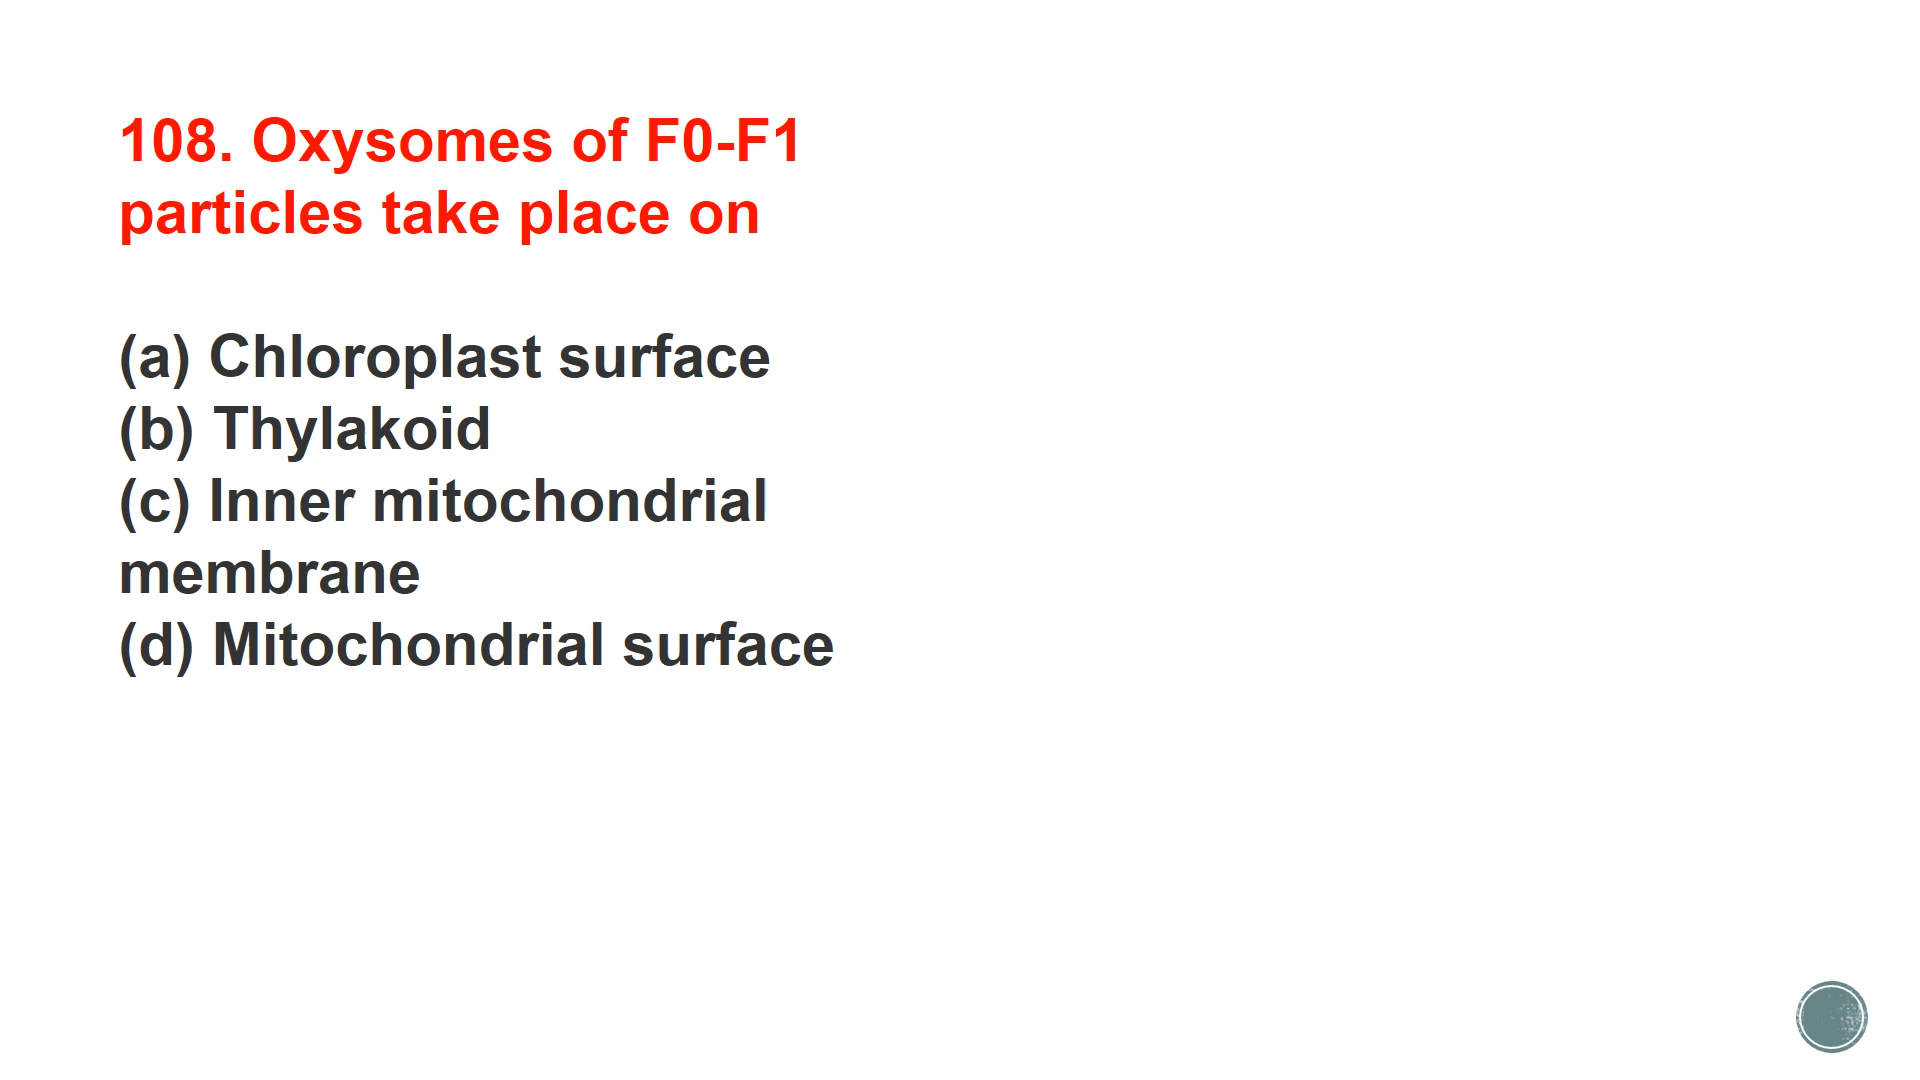 108. Oxysomes of F0-F1
particles take place on
(a) Chloroplast surface
(b) Thylakoid
(c) Inner mitochondrial
membrane
(d) Mitochondrial surface